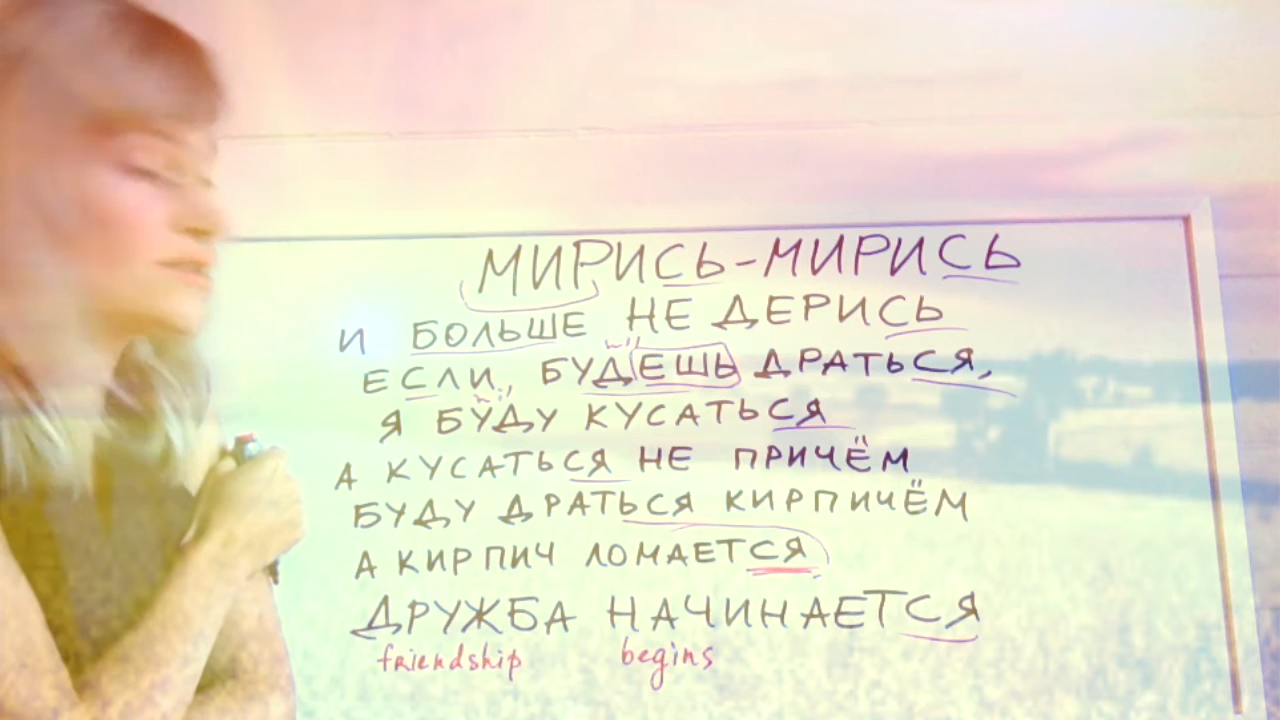 МИРИСЬ-МИРИСЬ
И БОЛЬШЕ НЕ ДЕРИСЬ
ЕСЛИ, БУДЕШЬ ДРАТЬСЯ,
Я БУДУ КУСАТЬСЯ
А КУСАТЬСЯ НЕ ПРИЧЁМ
БУДУ ДРАТЬСЯ КИРПИЧЁМ
А КИРПИЧ ЛОМАЕТСЯ
ДРУЖБА НАЧИНАЕТСЯ
friendship begins